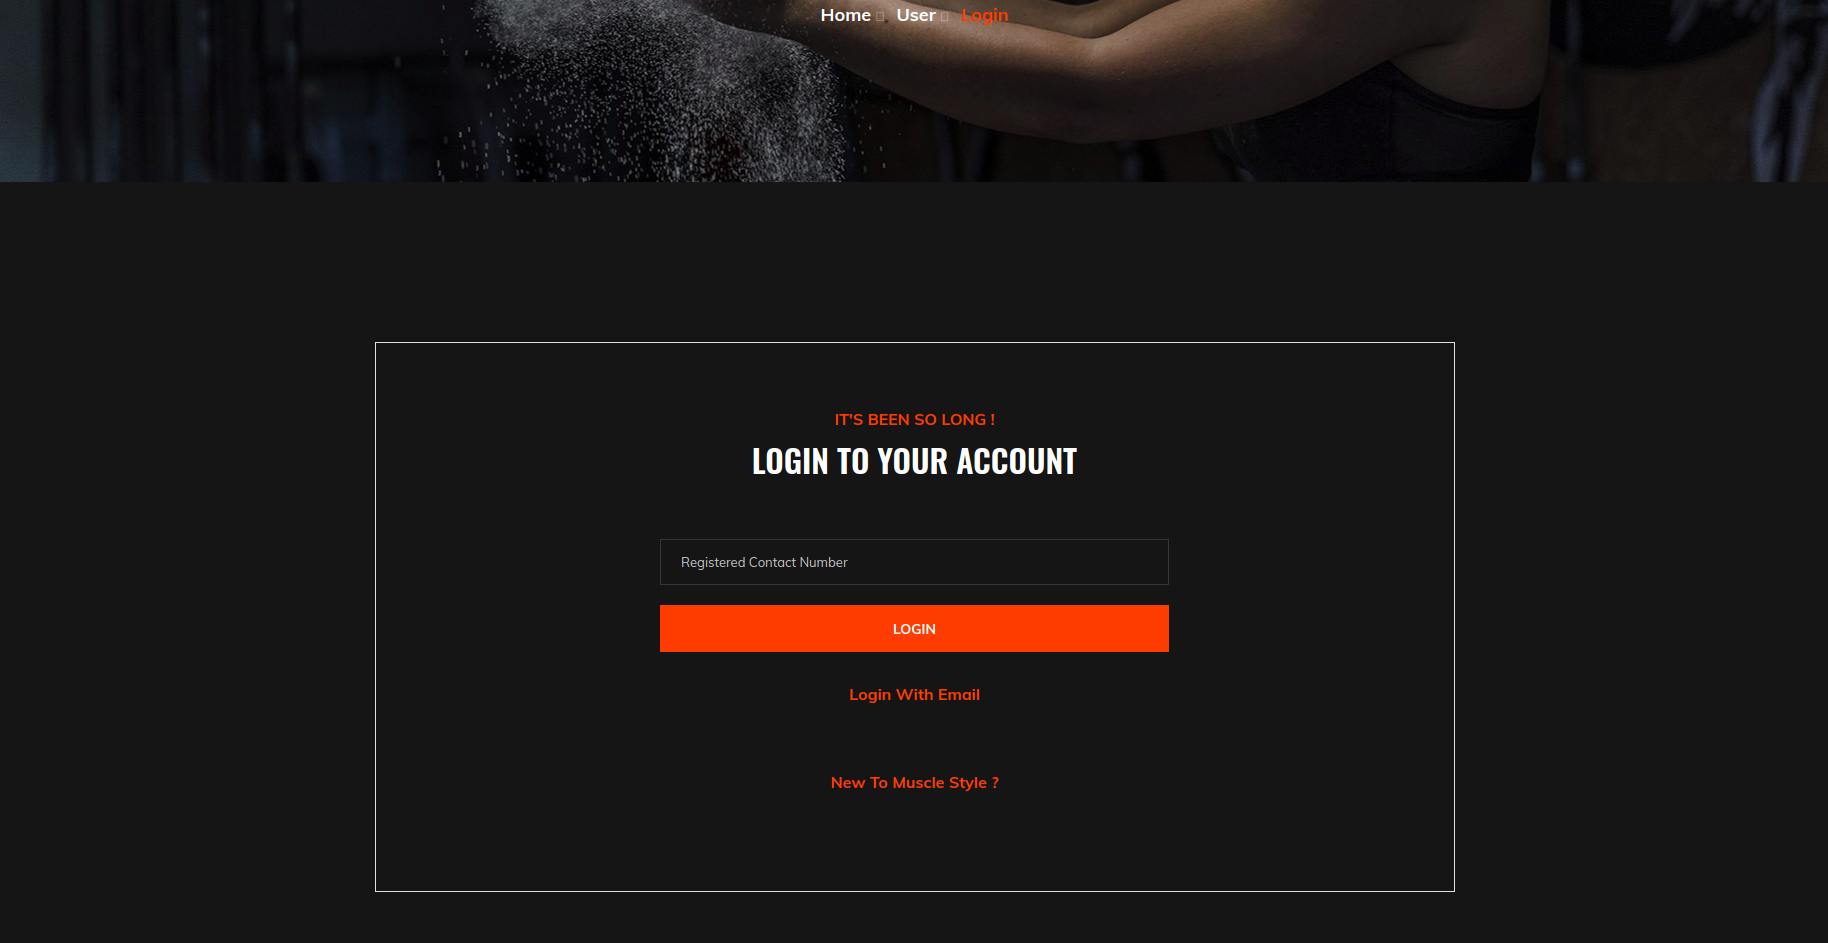 Home User Login
IT'S BEEN SO LONG !
LOGIN TO YOUR ACCOUNT
Registered Contact Number
LOGIN
Login With Email
New To Muscle Style ?